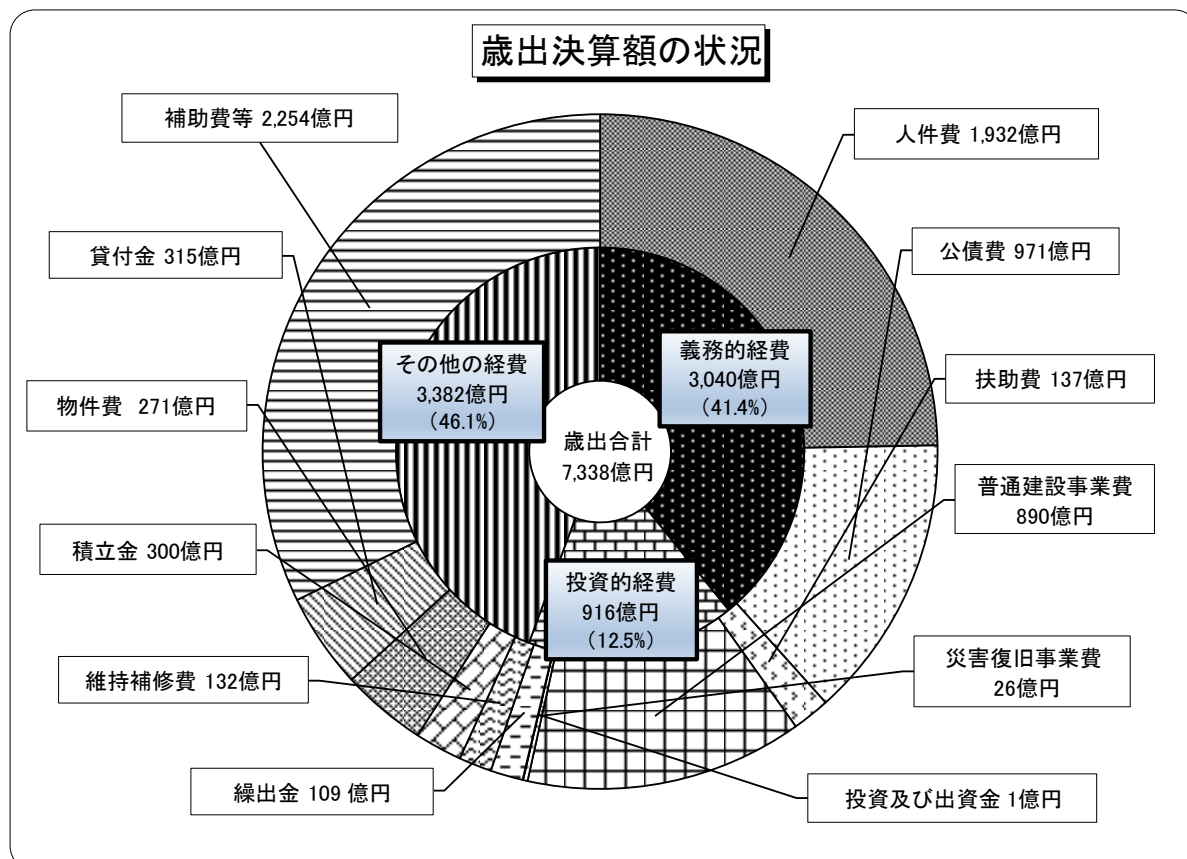 歳出決算額の状況
補助費等 2,254億円
人件費 1,932億円
貸付金 315億円
公債費 971億円
その他の経費
3,382億円
(46.1%)
義務的経費
3,040億円
(41.4%)
扶助費 137億円
物件費 271億円
歳出合計
7,338億円
普通建設事業費
890億円
積立金 300億円
投資的経費
916億円
(12.5%)
災害復旧事業費
26億円
維持補修費 132億円
繰出金 109 億円
投資及び出資金 1億円